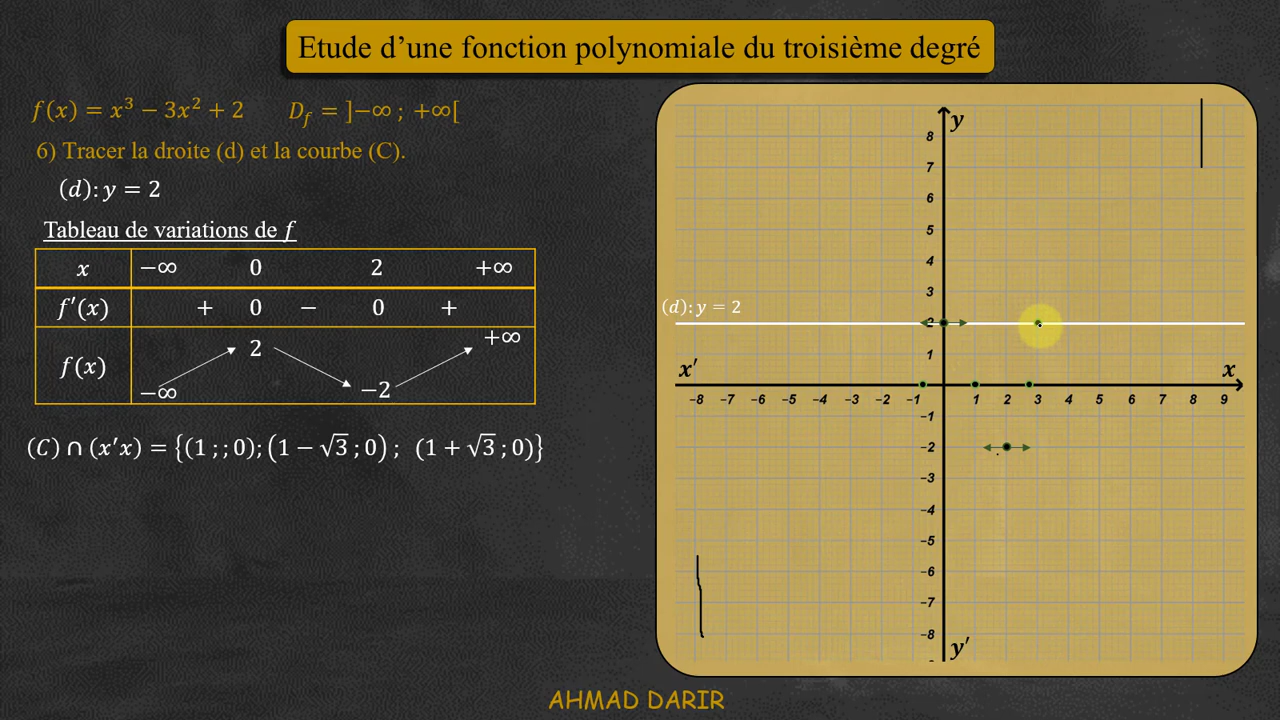 Etude d’une fonction polynomiale du troisième degré
f(x) = x³ − 3x² + 2 D_f = ]−∞ ; +∞[
6) Tracer la droite (d) et la courbe (C).
(d): y = 2
Tableau de variations de f
x −∞ 0 2 +∞
f′(x) + 0 − 0 +
f(x) −∞ 2 −2 +∞
(C) ∩ (x′x) = {(1 ; ; 0); (1 − √3 ; 0) ; (1 + √3 ; 0)}
y
8
7
6
5
4
3
(d): y = 2
2
1
x′ x
−8 −7 −6 −5 −4 −3 −2 −1 1 2 3 4 5 6 7 8 9
−1
−2
−3
−4
−5
−6
−7
−8
y′
AHMAD DARIR